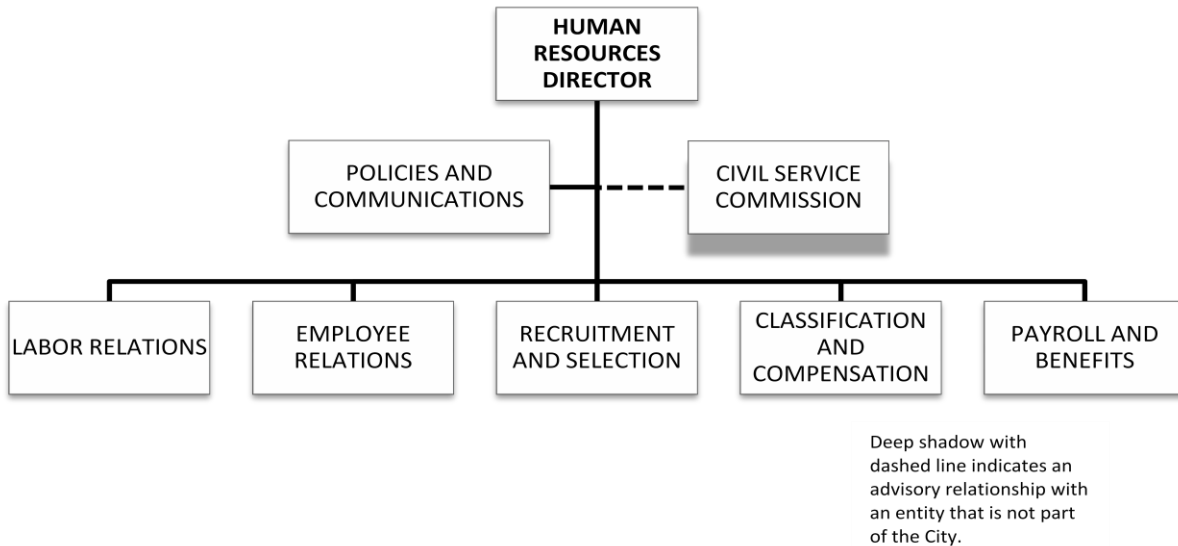 HUMAN
RESOURCES
DIRECTOR
POLICIES AND
COMMUNICATIONS
CIVIL SERVICE
COMMISSION
LABOR RELATIONS
EMPLOYEE
RELATIONS
RECRUITMENT
AND SELECTION
CLASSIFICATION
AND
COMPENSATION
PAYROLL AND
BENEFITS
Deep shadow with
dashed line indicates an
advisory relationship with
an entity that is not part
of the City.